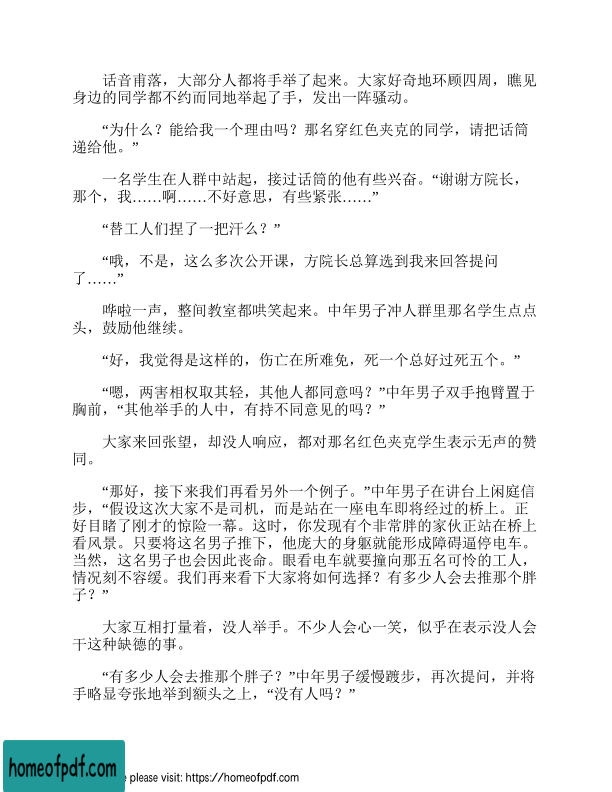 话音甫落，大部分人都将手举了起来。大家好奇地环顾四周，瞧见
身边的同学都不约而同地举起了手，发出一阵骚动。
“为什么？能给我一个理由吗？那名穿红色夹克的同学，请把话筒
递给他。”
一名学生在人群中站起，接过话筒的他有些兴奋。“谢谢方院长，
那个，我……啊……不好意思，有些紧张……”
“替工人们捏了一把汗么？”
“哦，不是，这么多次公开课，方院长总算选到我来回答提问
了……”
哗啦一声，整间教室都哄笑起来。中年男子冲人群里那名学生点点
头，鼓励他继续。
“好，我觉得是这样的，伤亡在所难免，死一个总好过死五个。”
“嗯，两害相权取其轻，其他人都同意吗？”中年男子双手抱臂置于
胸前，“其他举手的人中，有持不同意见的吗？”
大家来回张望，却没人响应，都对那名红色夹克学生表示无声的赞
同。
“那好，接下来我们再看另外一个例子。”中年男子在讲台上闲庭信
步，“假设这次大家不是司机，而是站在一座电车即将经过的桥上。正
好目睹了刚才的惊险一幕。这时，你发现有个非常胖的家伙正站在桥上
看风景。只要将这名男子推下，他庞大的身躯就能形成障碍逼停电车。
当然，这名男子也会因此丧命。眼看电车就要撞向那五名可怜的工人，
情况刻不容缓。我们再来看下大家将如何选择？有多少人会去推那个胖
子？”
大家互相打量着，没人举手。不少人会心一笑，似乎在表示没人会
干这种缺德的事。
“有多少人会去推那个胖子？”中年男子缓慢踱步，再次提问，并将
手略显夸张地举到额头之上，“没有人吗？”
homeofpdf.com
e please visit: https://homeofpdf.com